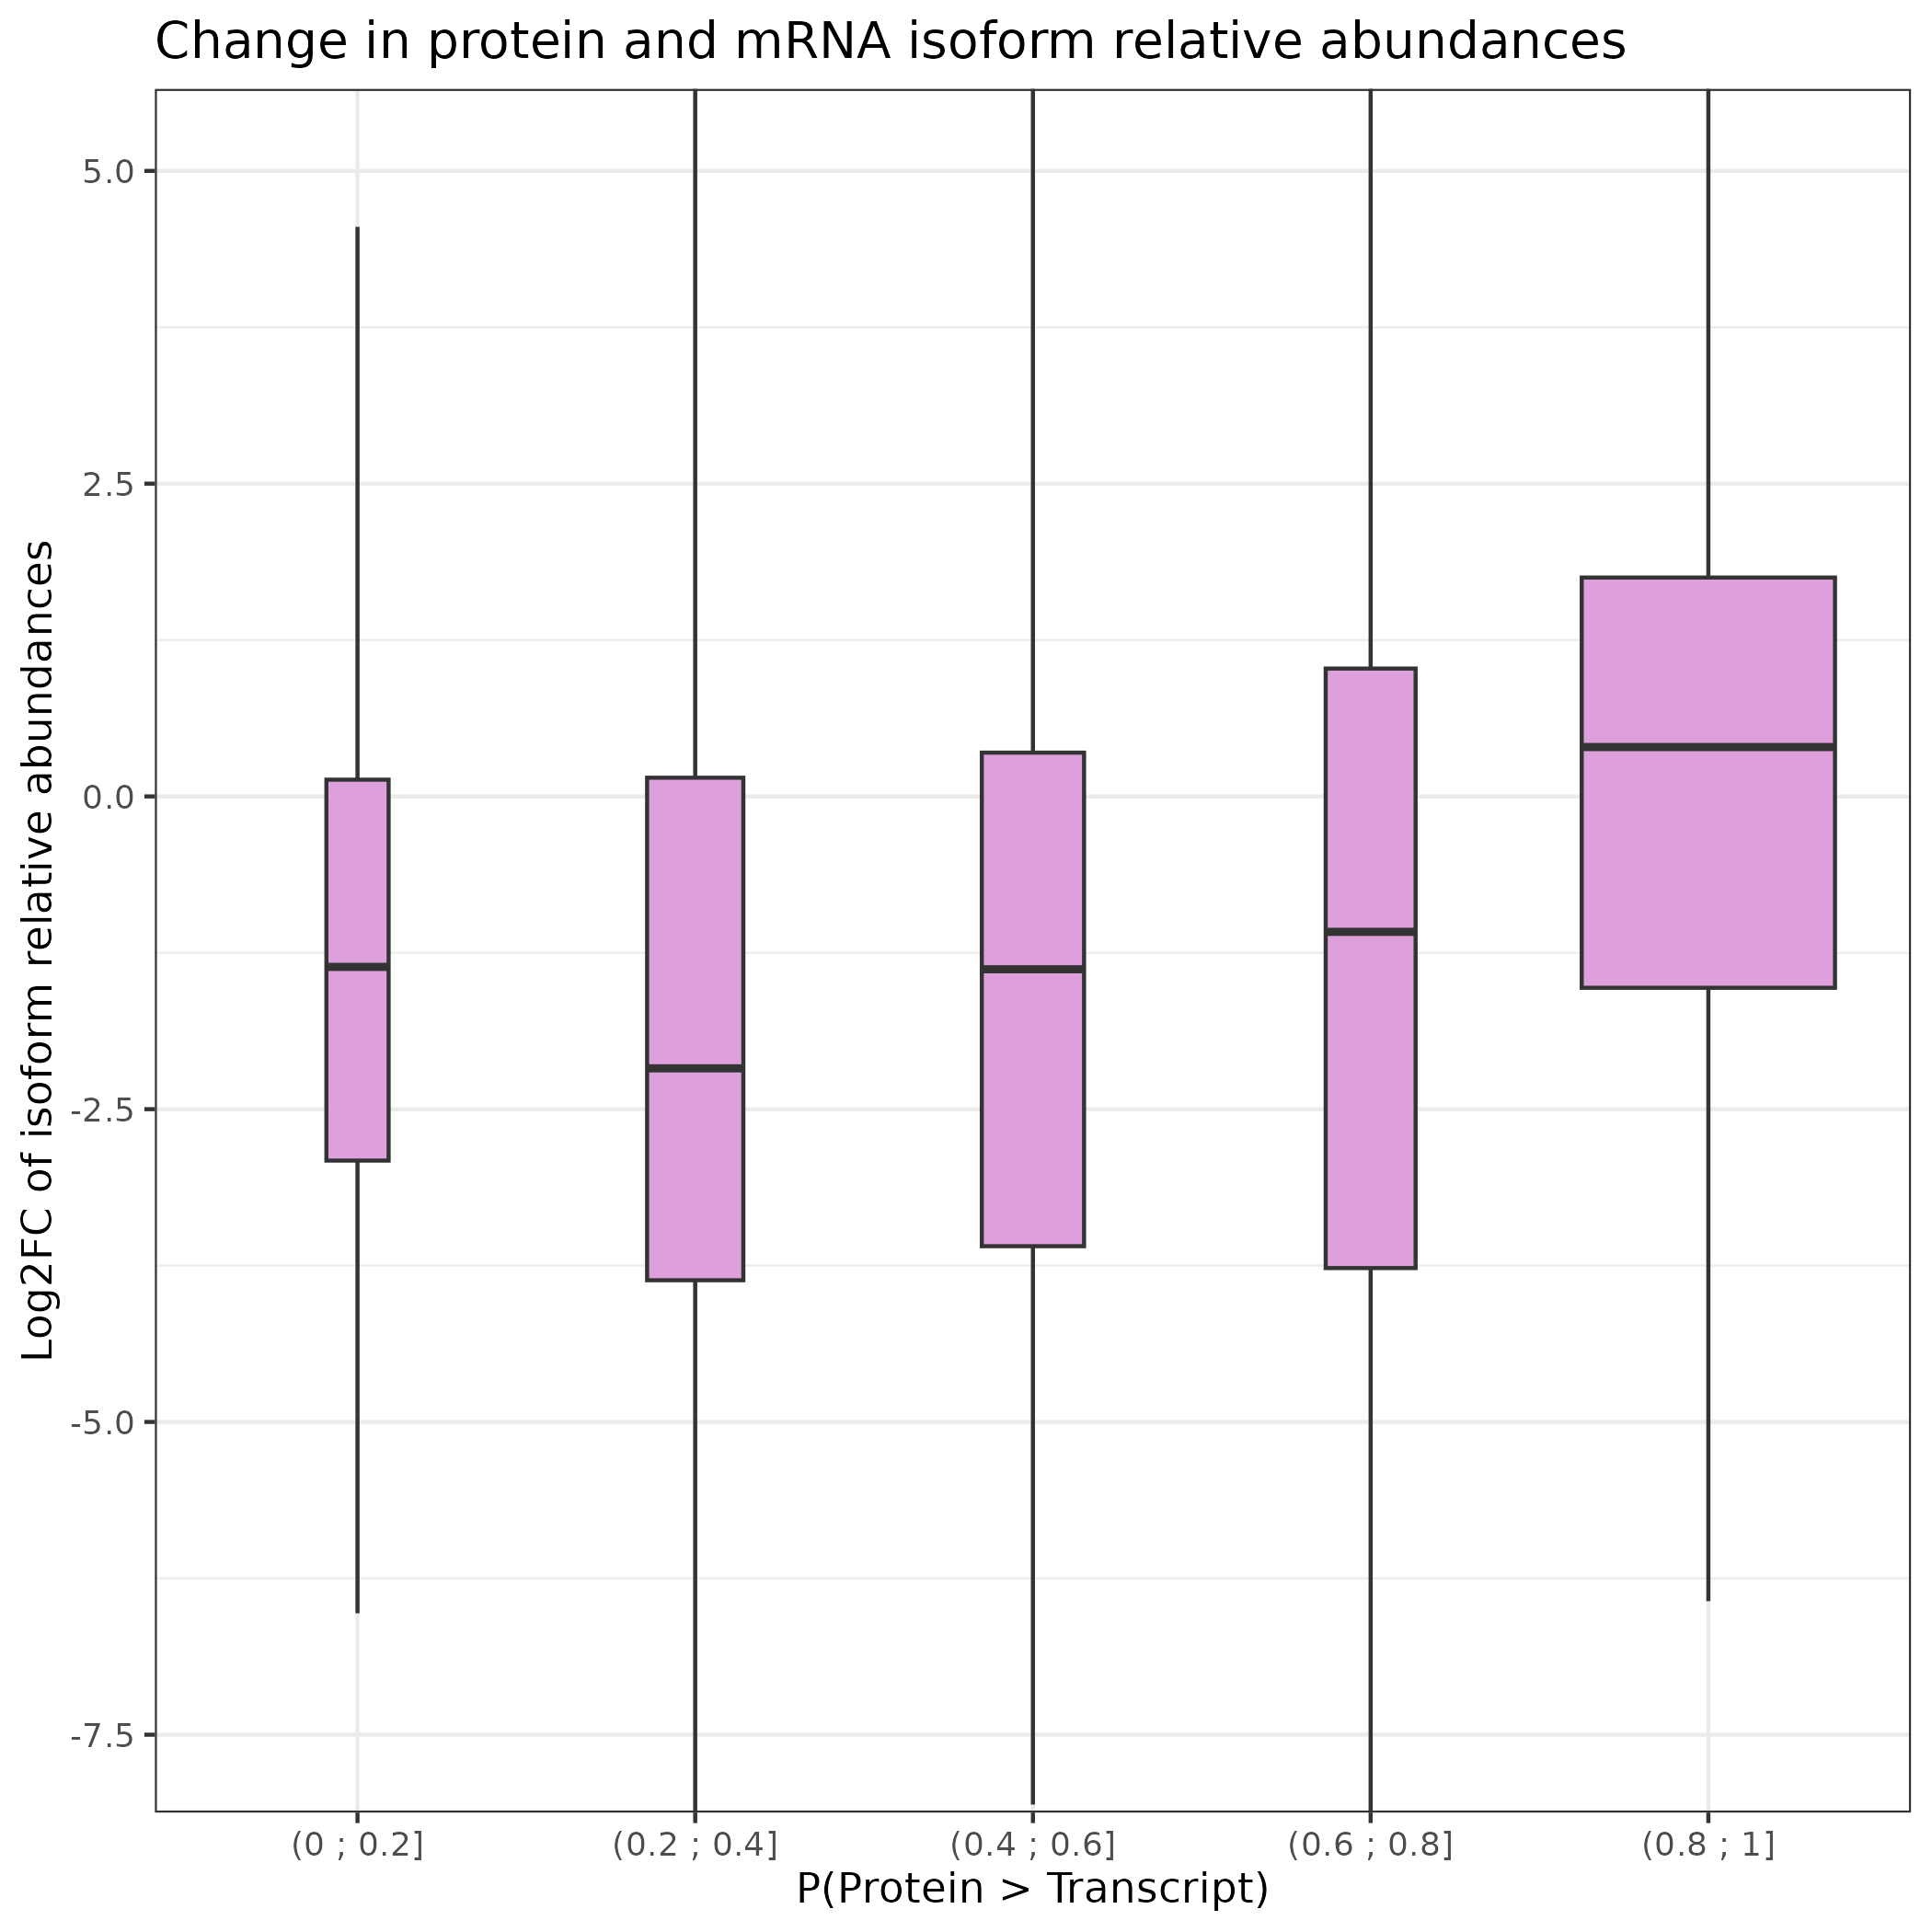 Change in protein and mRNA isoform relative abundances
Log2FC of isoform relative abundances
5.0
2.5
0.0
-2.5
-5.0
-7.5
(0 ; 0.2]
(0.2 ; 0.4]
(0.4 ; 0.6]
(0.6 ; 0.8]
(0.8 ; 1]
P(Protein > Transcript)